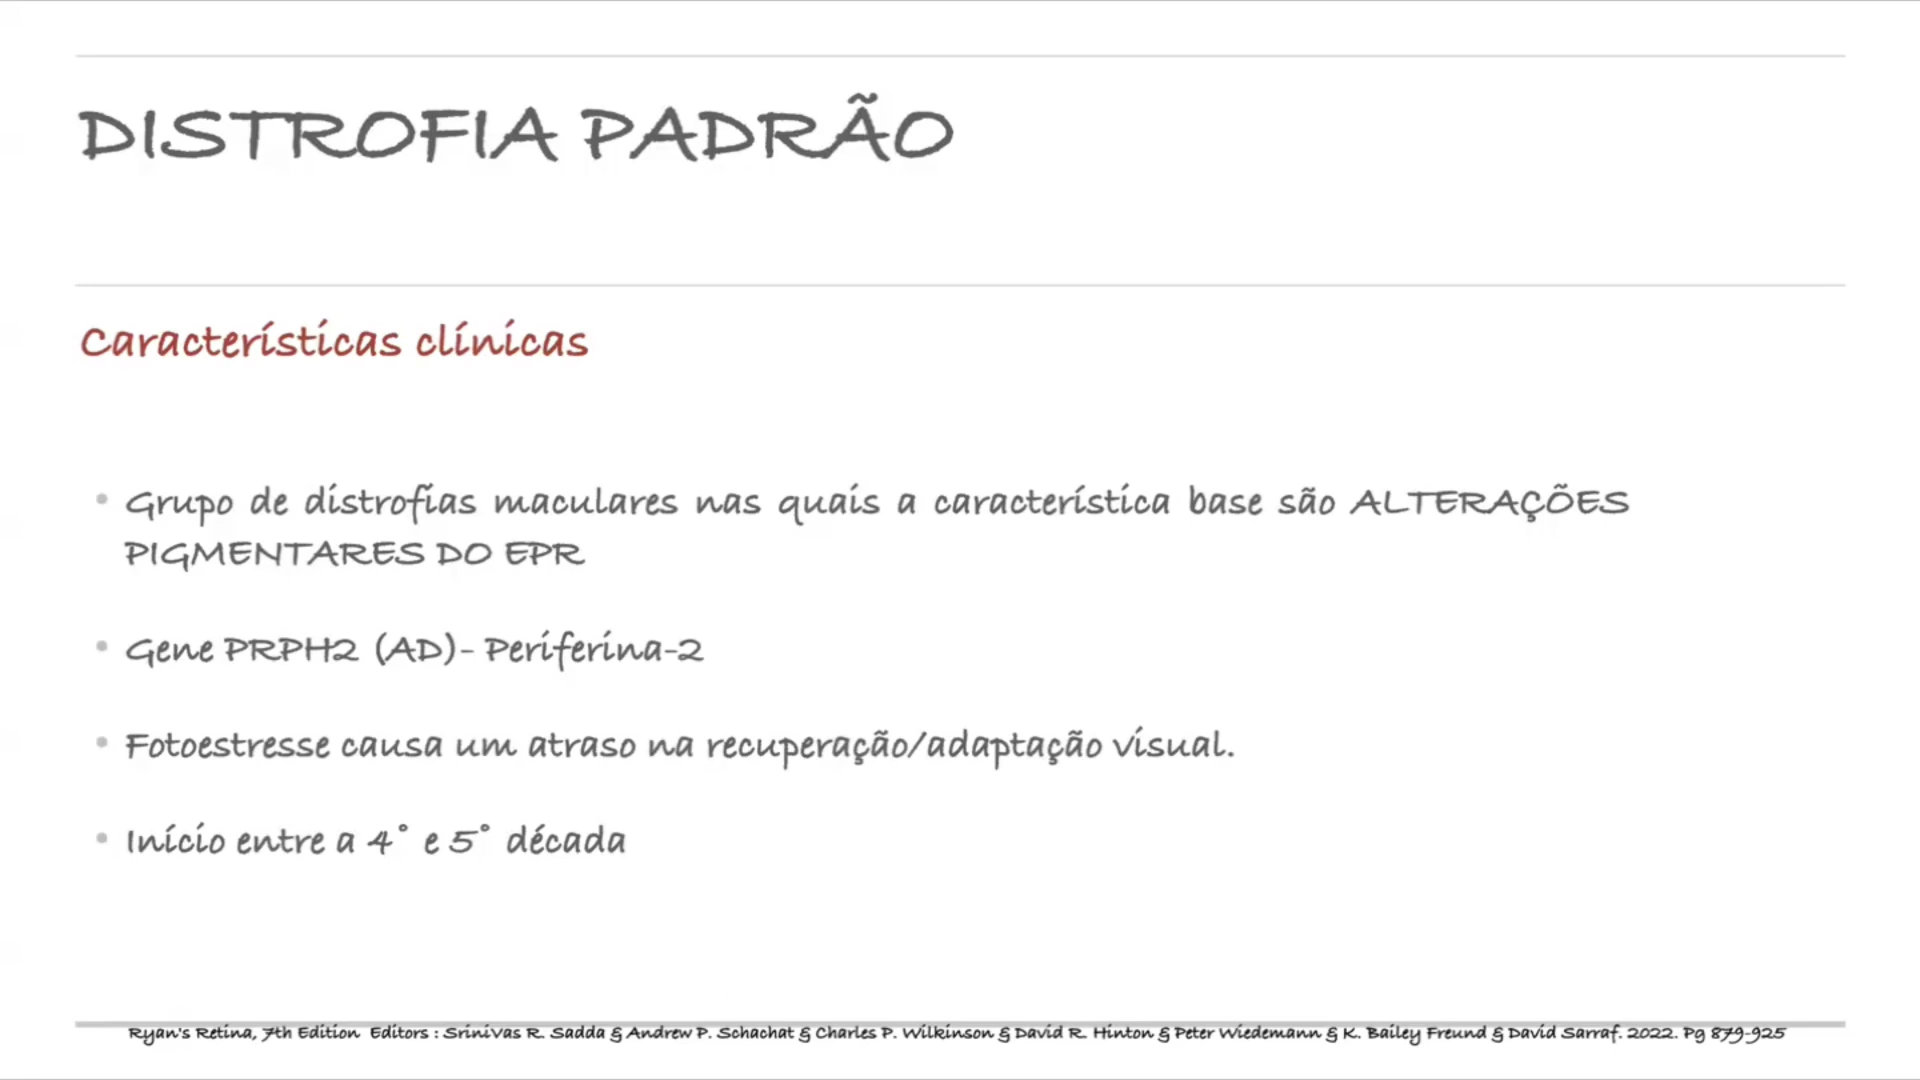 DISTROFIA PADRÃO
Características clínicas
• Grupo de distrofias maculares nas quais a característica base são ALTERAÇÕES
PIGMENTARES DO EPR
• Gene PRPH2 (AD)- Periferina-2
• Fotoestresse causa um atraso na recuperação/adaptação visual.
• Início entre a 4° e 5° década
Ryan's Retina, 7th Edition Editors : SriniVas R. Sadda & Andrew P. Schachat & Charles P. Wilkinson & David R. Hinton & Peter Wiedemann & K. Bailey Freund & David Sarraf. 2022. Pg 879-925